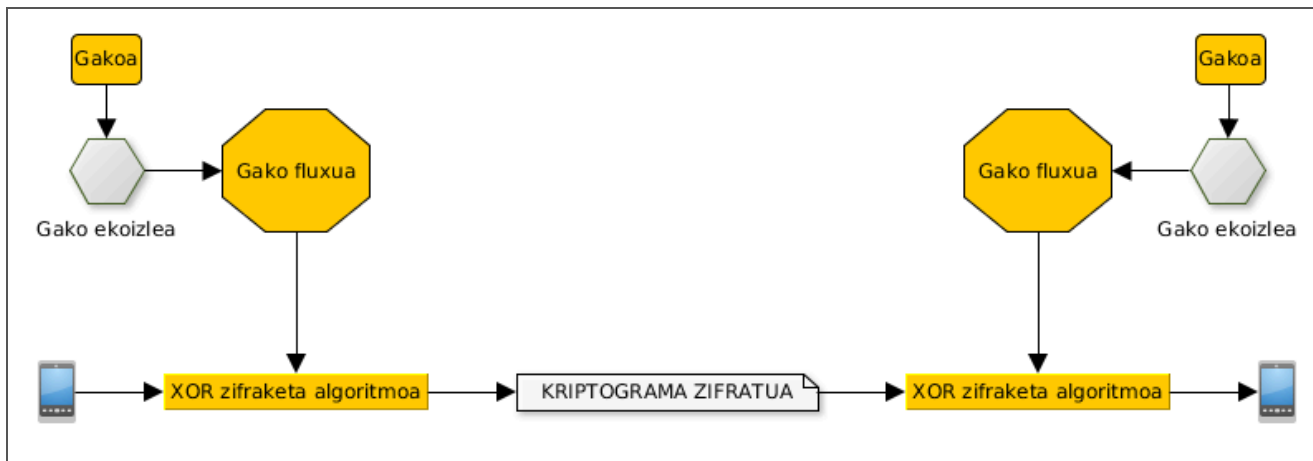 Gakoa
Gakoa
Gako fluxua
Gako fluxua
Gako ekoizlea
Gako ekoizlea
XOR zifraketa algoritmoa
KRIPTOGRAMA ZIFRATUA
XOR zifraketa algoritmoa